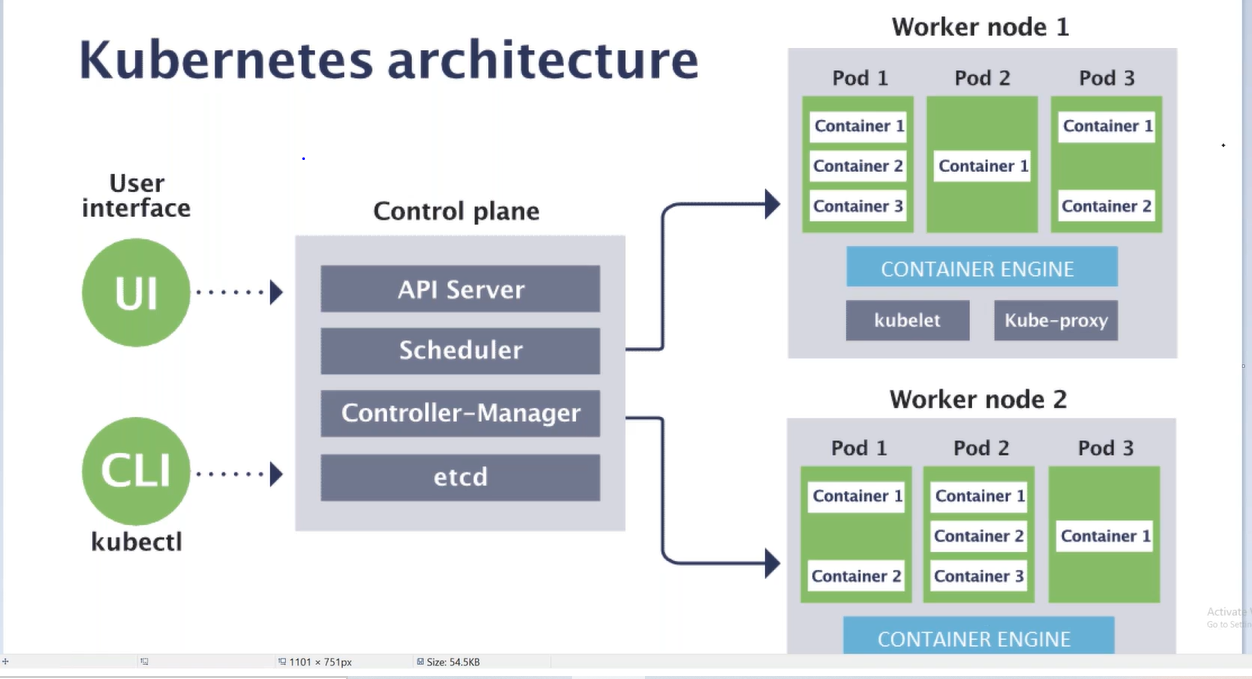 Kubernetes architecture
User
interface
UI
CLI
kubectl
Control plane
API Server
Scheduler
Controller-Manager
etcd
Worker node 1
Pod 1
Container 1
Container 2
Container 3
Pod 2
Container 1
Pod 3
Container 1
Container 2
CONTAINER ENGINE
kubelet
Kube-proxy
Worker node 2
Pod 1
Container 1
Container 2
Pod 2
Container 1
Container 2
Container 3
Pod 3
Container 1
CONTAINER ENGINE
Activate
Go to
1101 × 751px
Size: 54.5KB